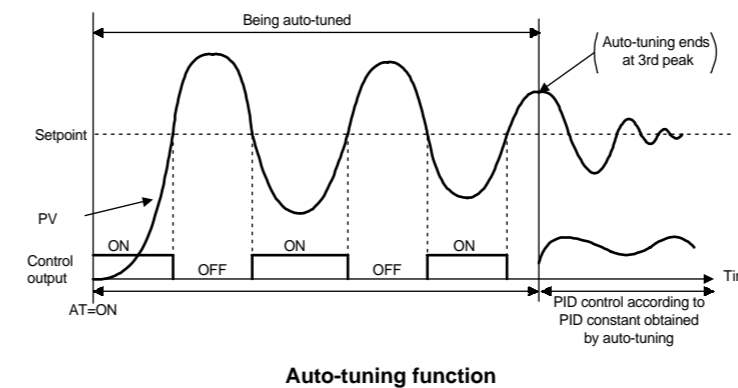 Being auto-tuned
Auto-tuning ends
at 3rd peak
Setpoint
PV
ON
ON
ON
Control
output
OFF
OFF
AT=ON
PID control according to
PID constant obtained
by auto-tuning
Auto-tuning function